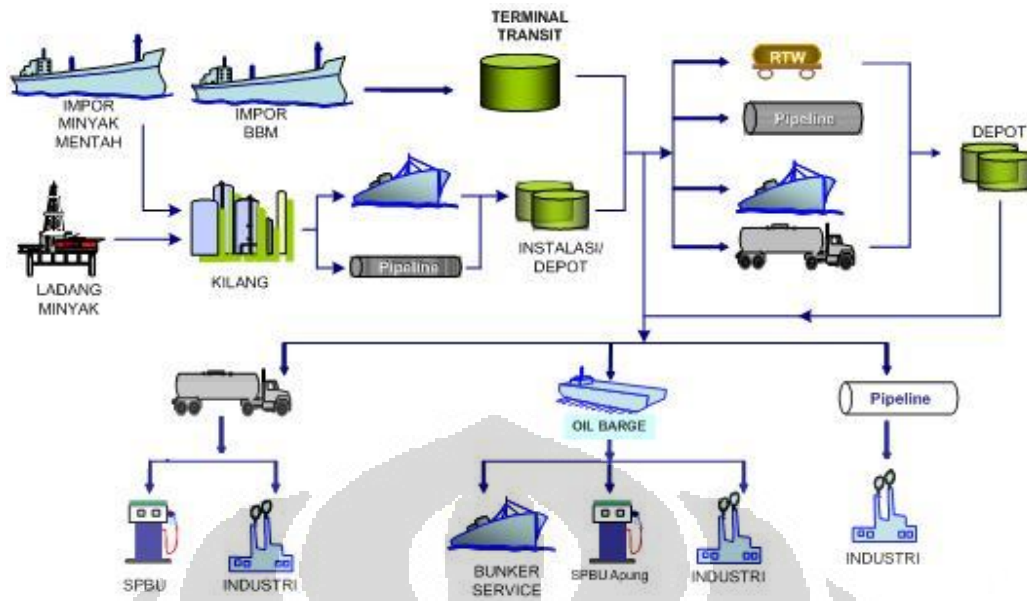 TERMINAL
TRANSIT
IMPOR
MINYAK
MENTAH
IMPOR
BBM
RTW
Pipeline
DEPOT
LADANG
MINYAK
KILANG
Pipeline
INSTALASI/
DEPOT
OIL BARGE
Pipeline
SPBU
INDUSTRI
BUNKER
SERVICE
SPBU Apung
INDUSTRI
INDUSTRI